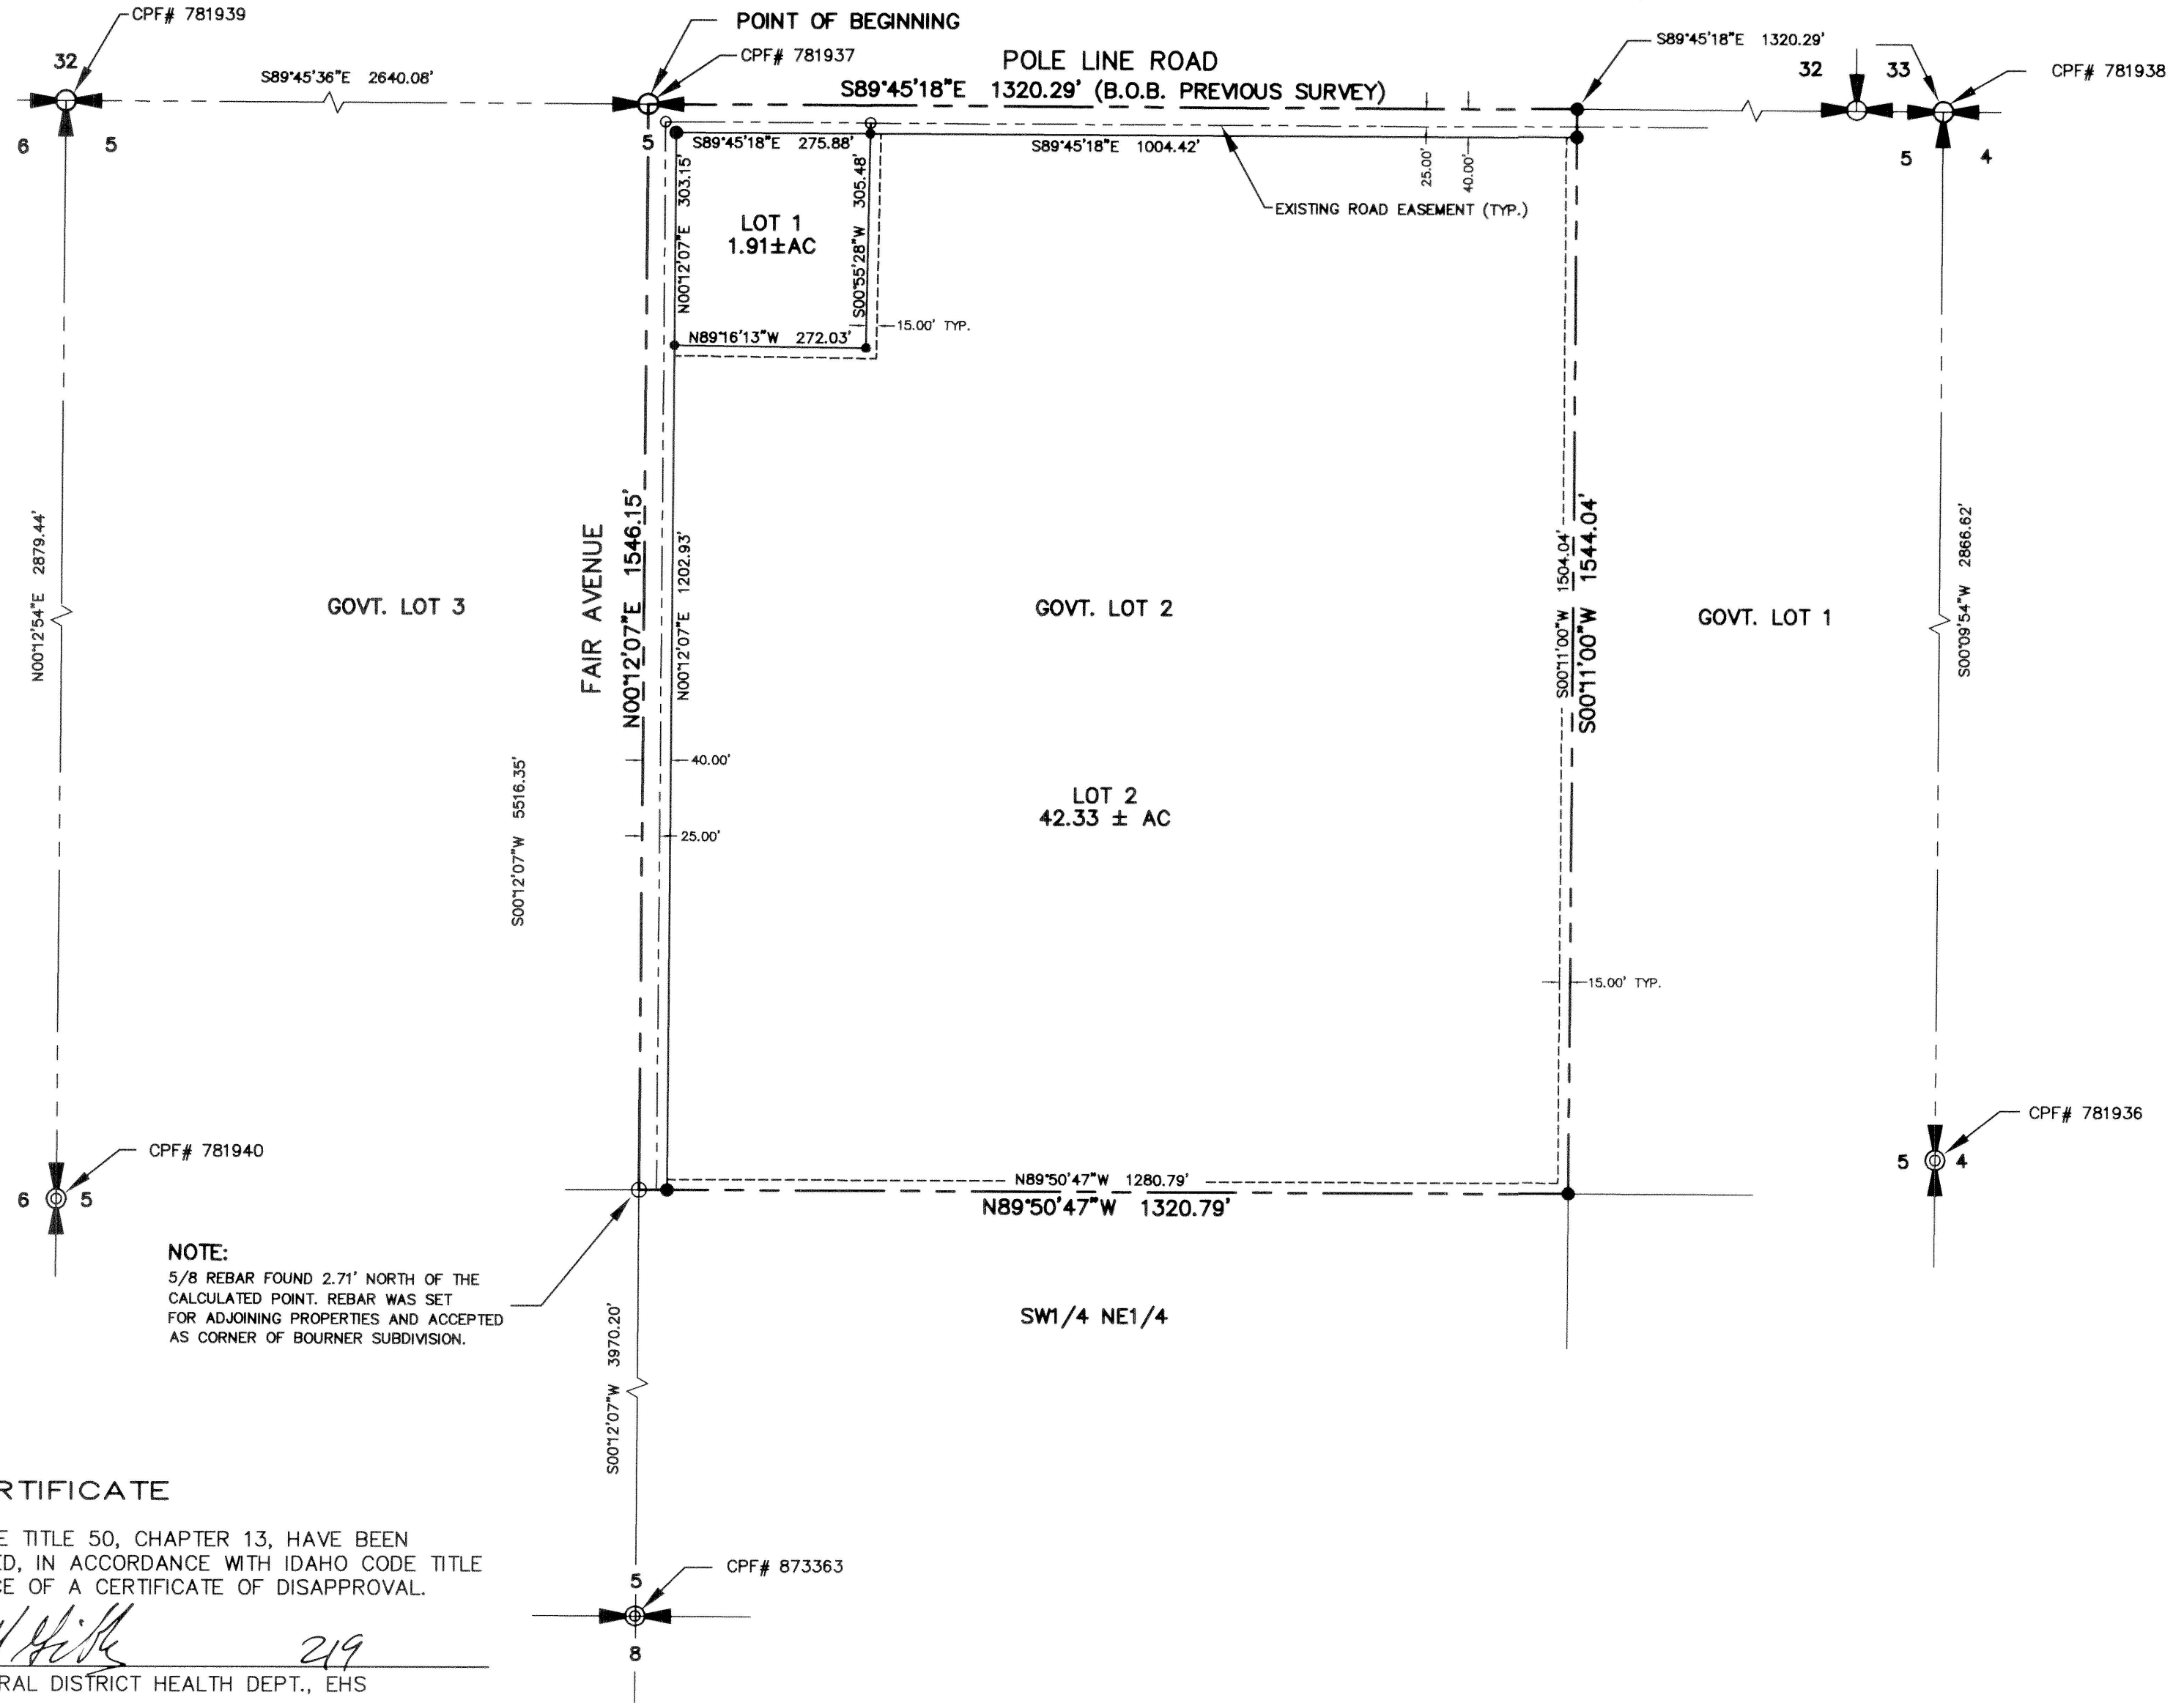 CPF# 781939
POINT OF BEGINNING
CPF# 781937
POLE LINE ROAD
S89°45'18"E 1320.29' (B.O.B. PREVIOUS SURVEY)
S89°45'18"E 1320.29'
32
33
CPF# 781938
32
S89°45'36"E 2640.08'
6
5
5
S89°45'18"E 275.88'
S89°45'18"E 1004.42'
25.00'
40.00'
5
4
EXISTING ROAD EASEMENT (TYP.)
N00°12'07"E 303.15'
LOT 1
1.91±AC
S00°55'28"W 305.48'
15.00' TYP.
N89°16'13"W 272.03'
N00°12'54"E 2879.44'
GOVT. LOT 3
FAIR AVENUE
N00°12'07"E 1546.15'
N00°12'07"E 1202.93'
GOVT. LOT 2
S00°11'00"W 1504.04'
S00°11'00"W 1544.04'
GOVT. LOT 1
S00°09'54"W 2866.62'
S00°12'07"W 5516.35'
40.00'
25.00'
LOT 2
42.33 ± AC
15.00' TYP.
CPF# 781940
6
5
CPF# 781936
5
4
N89°50'47"W 1280.79'
N89°50'47"W 1320.79'
NOTE:
5/8 REBAR FOUND 2.71' NORTH OF THE
CALCULATED POINT. REBAR WAS SET
FOR ADJOINING PROPERTIES AND ACCEPTED
AS CORNER OF BOURNER SUBDIVISION.
S00°12'07"W 3970.20'
SW1/4 NE1/4
RTIFICATE
E TITLE 50, CHAPTER 13, HAVE BEEN
ED, IN ACCORDANCE WITH IDAHO CODE TITLE
CE OF A CERTIFICATE OF DISAPPROVAL.
RAL DISTRICT HEALTH DEPT., EHS
CPF# 873363
5
8